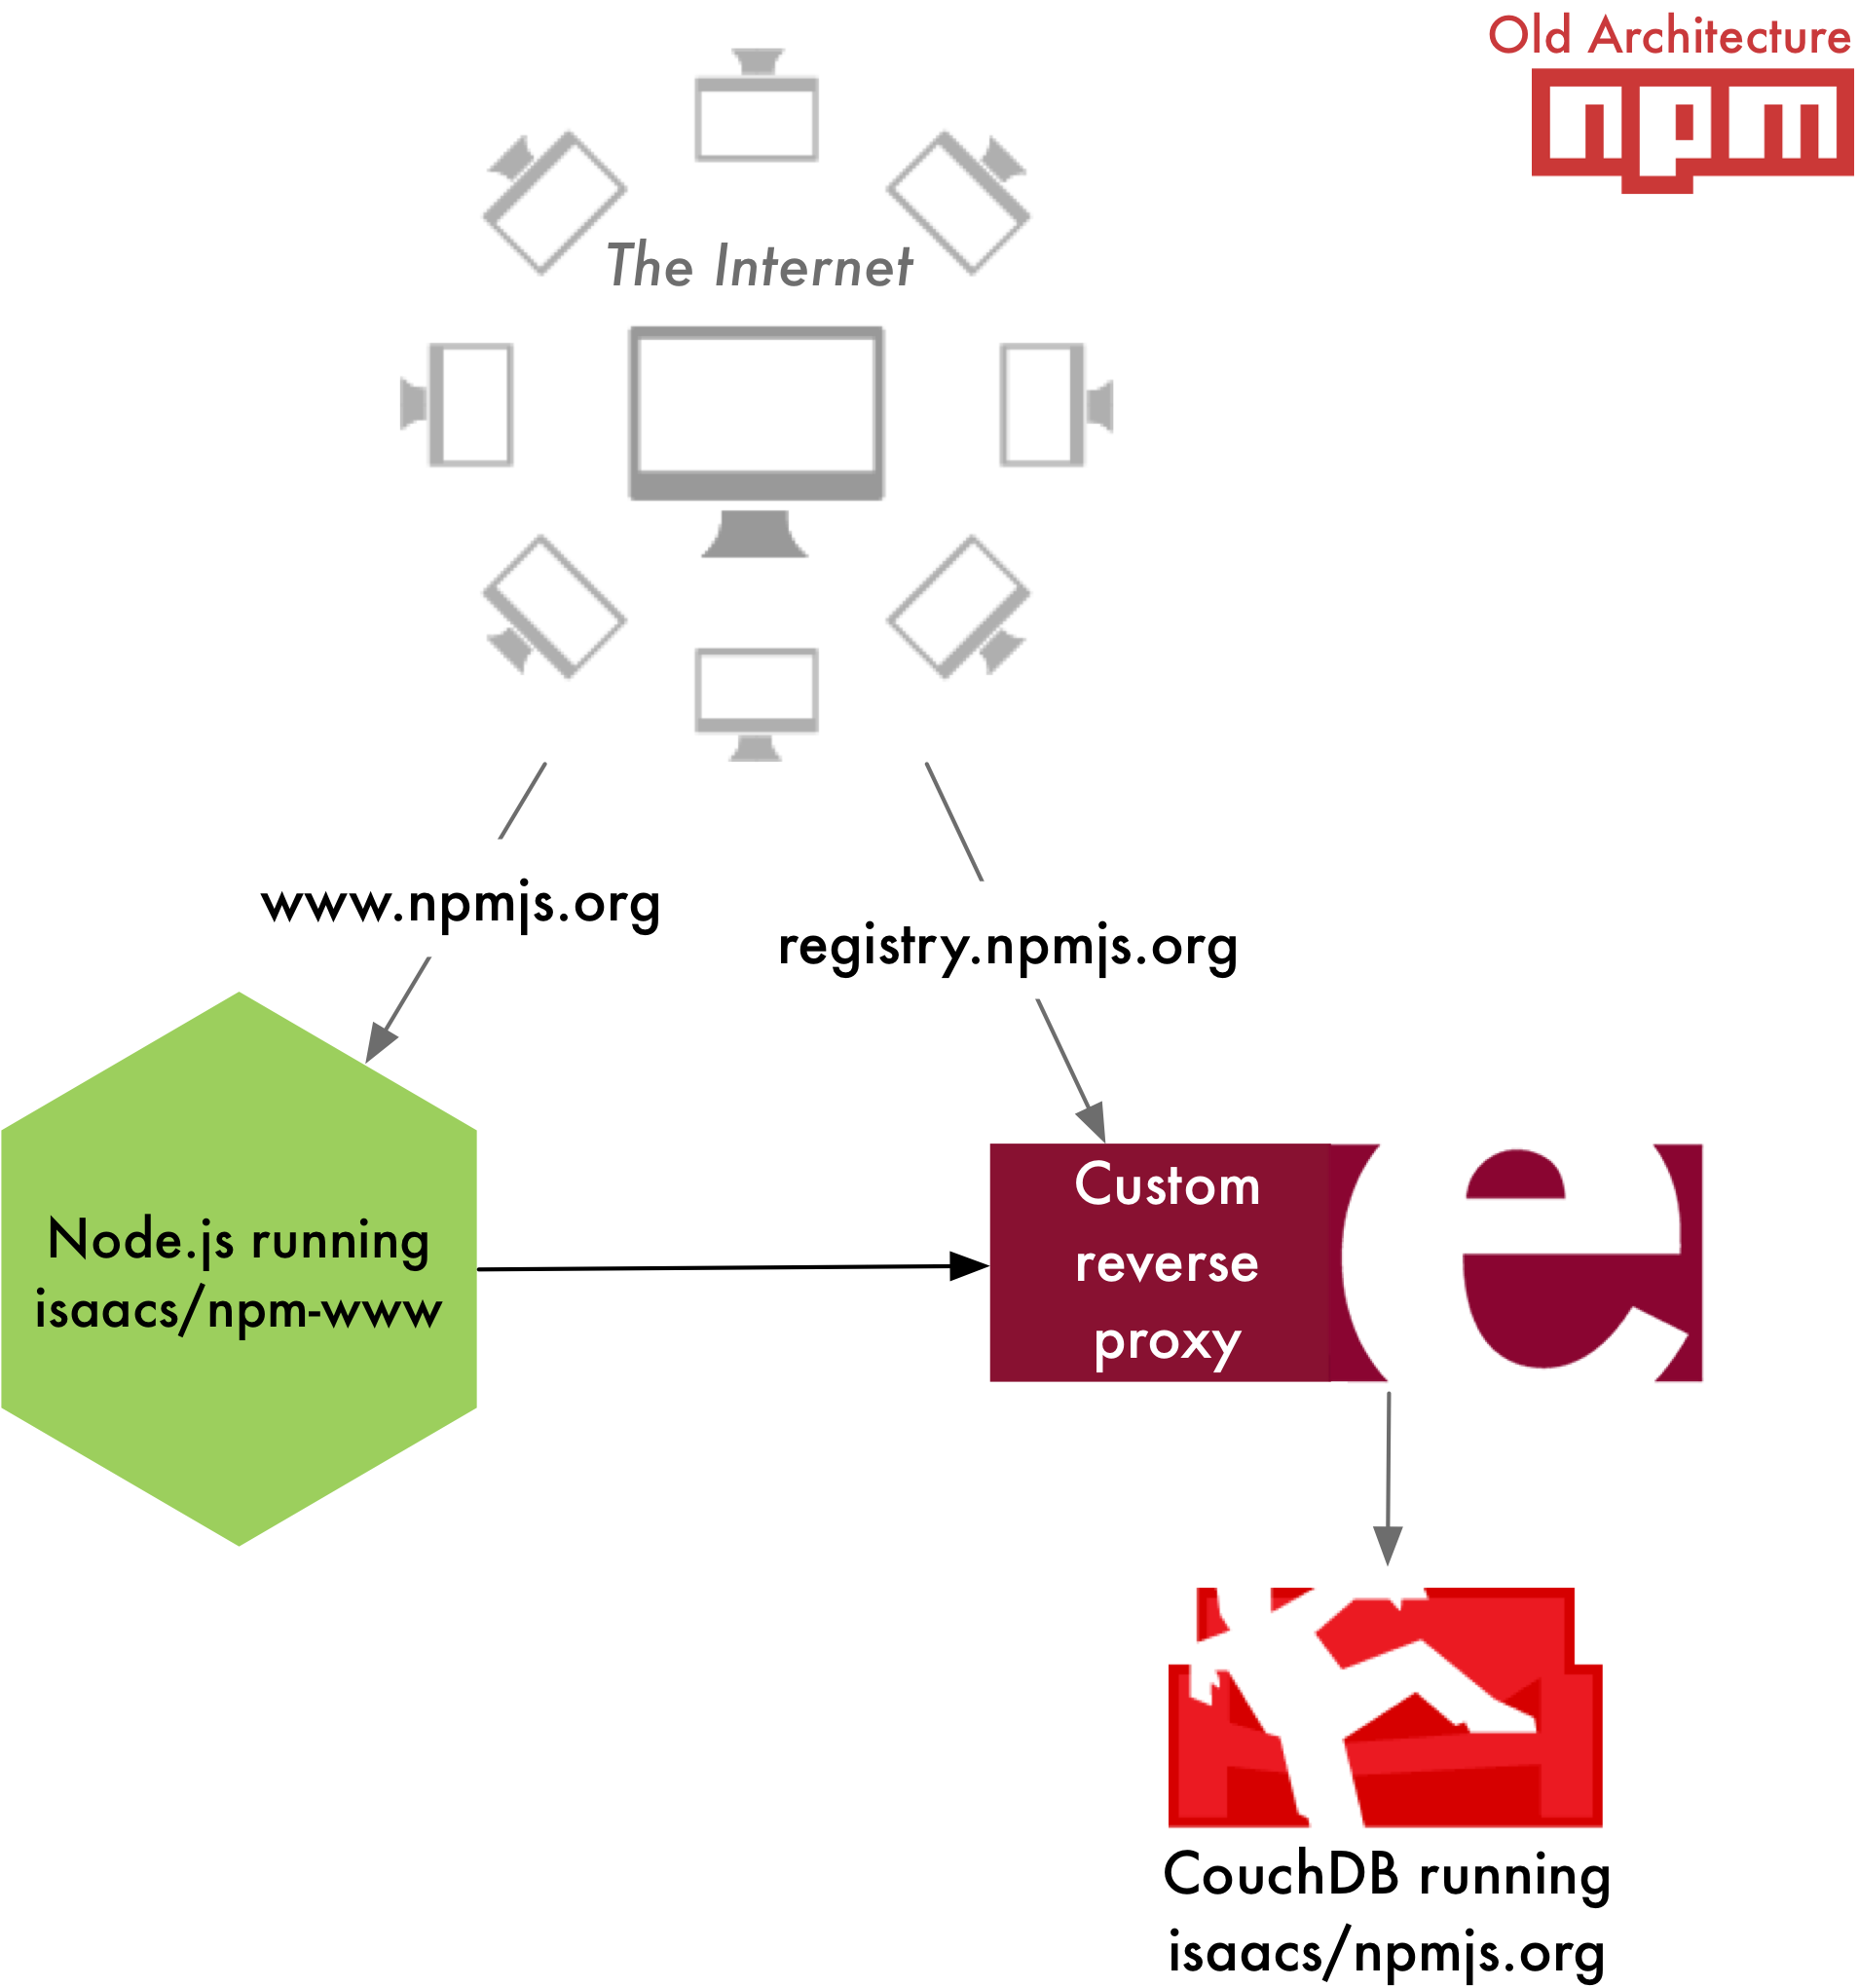 Old Architecture
npm
The Internet
www.npmjs.org
registry.npmjs.org
Node.js running
isaacs/npm-www
Custom
reverse
proxy
e
CouchDB running
isaacs/npmjs.org